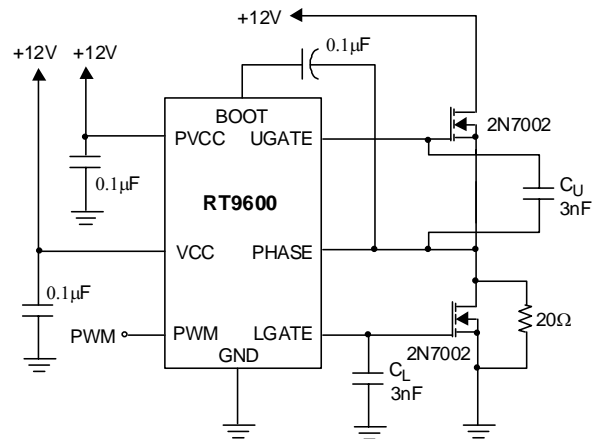 +12V
+12V +12V
0.1µF
BOOT
PVCC UGATE
2N7002
0.1µF
RT9600
C_U
3nF
VCC PHASE
0.1µF
PWM PWM LGATE
20Ω
GND
2N7002
C_L
3nF